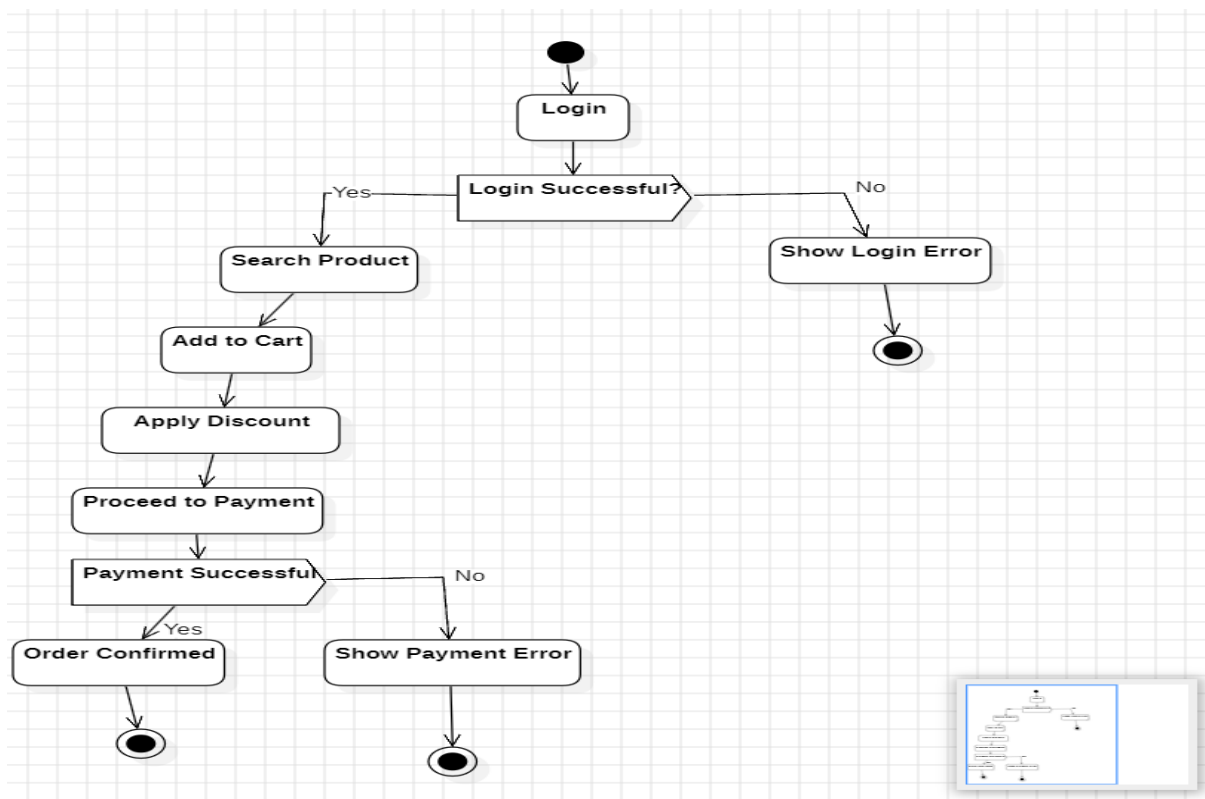 Login
Login Successful?
Yes
No
Search Product
Show Login Error
Add to Cart
Apply Discount
Proceed to Payment
Payment Successful
No
Yes
Order Confirmed
Show Payment Error